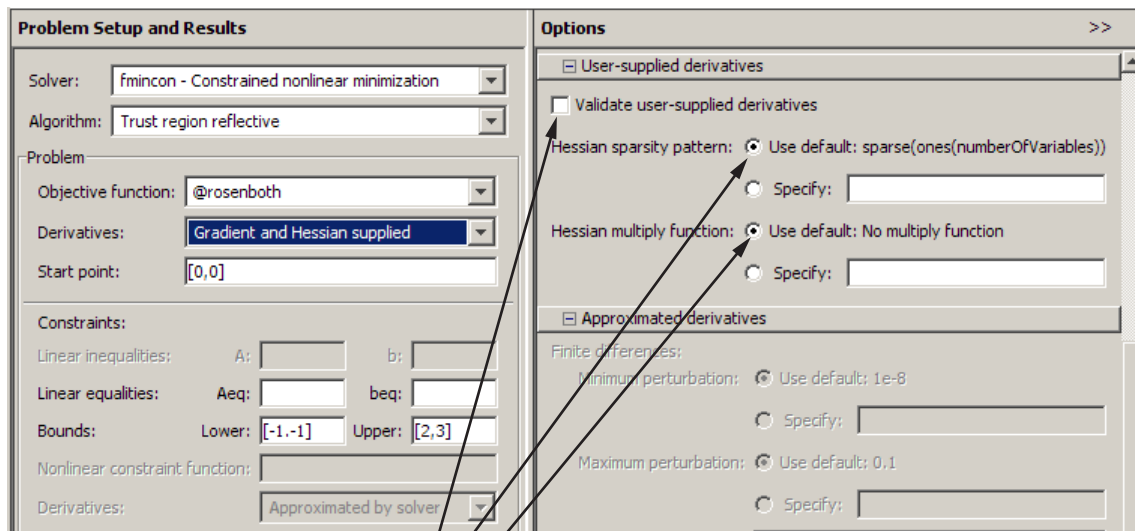 Problem Setup and Results
Solver: fmincon - Constrained nonlinear minimization
Algorithm: Trust region reflective
Problem
Objective function: @rosenboth
Derivatives: Gradient and Hessian supplied
Start point: [0,0]
Constraints:
Linear inequalities: A: b:
Linear equalities: Aeq: beq:
Bounds: Lower: [-1.-1] Upper: [2,3]
Nonlinear constraint function:
Derivatives: Approximated by solver
Options >>
User-supplied derivatives
Validate user-supplied derivatives
Hessian sparsity pattern: Use default: sparse(ones(numberOfVariables))
Specify:
Hessian multiply function: Use default: No multiply function
Specify:
Approximated derivatives
Finite differences:
Minimum perturbation: Use default: 1e-8
Specify:
Maximum perturbation: Use default: 0.1
Specify: